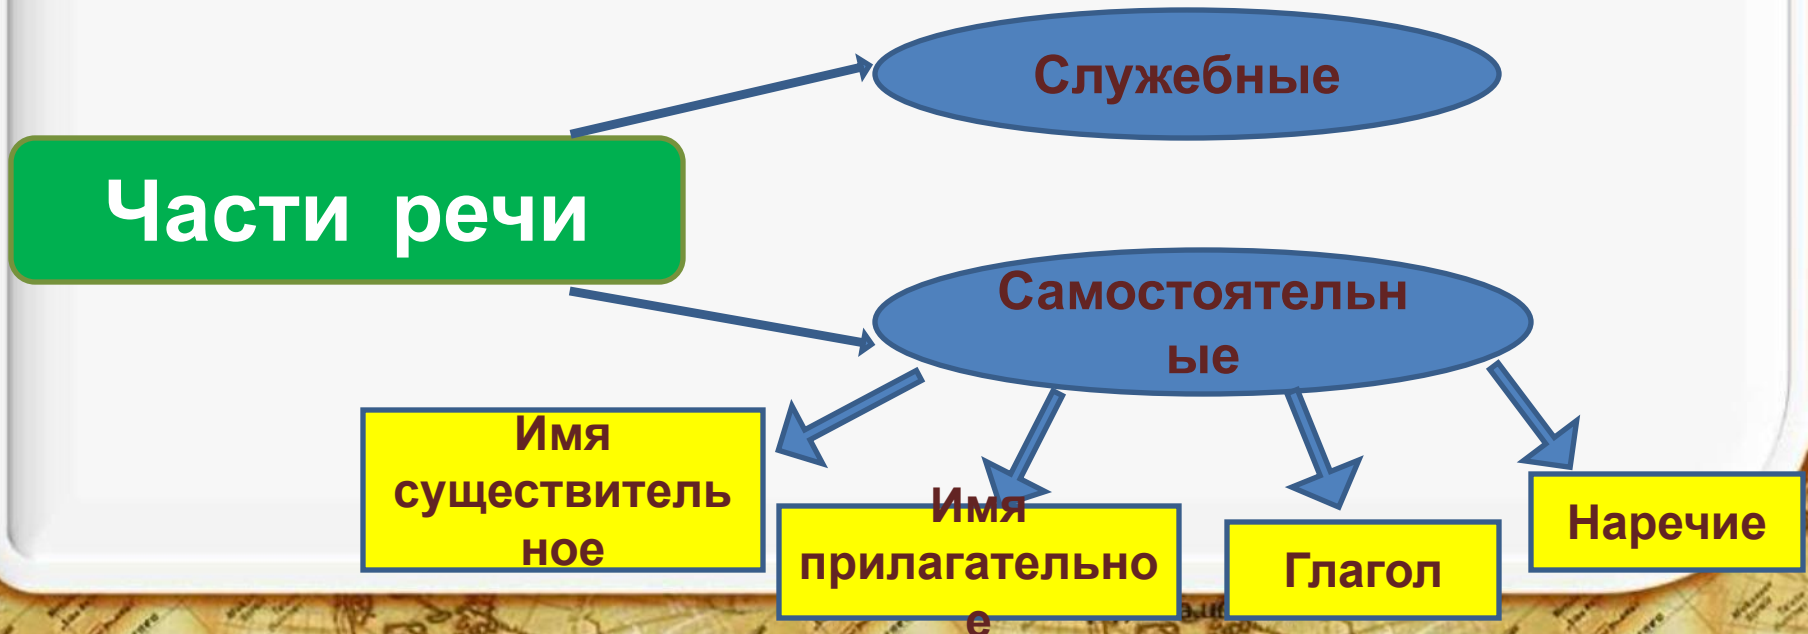 Служебные
Части речи
Самостоятельн
ые
Имя
существитель
ное
Имя
прилагательно
е
Глагол
Наречие